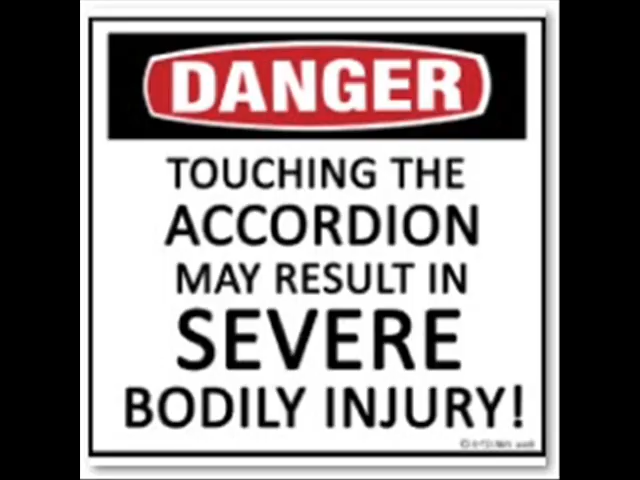 DANGER
TOUCHING THE
ACCORDION
MAY RESULT IN
SEVERE
BODILY INJURY!